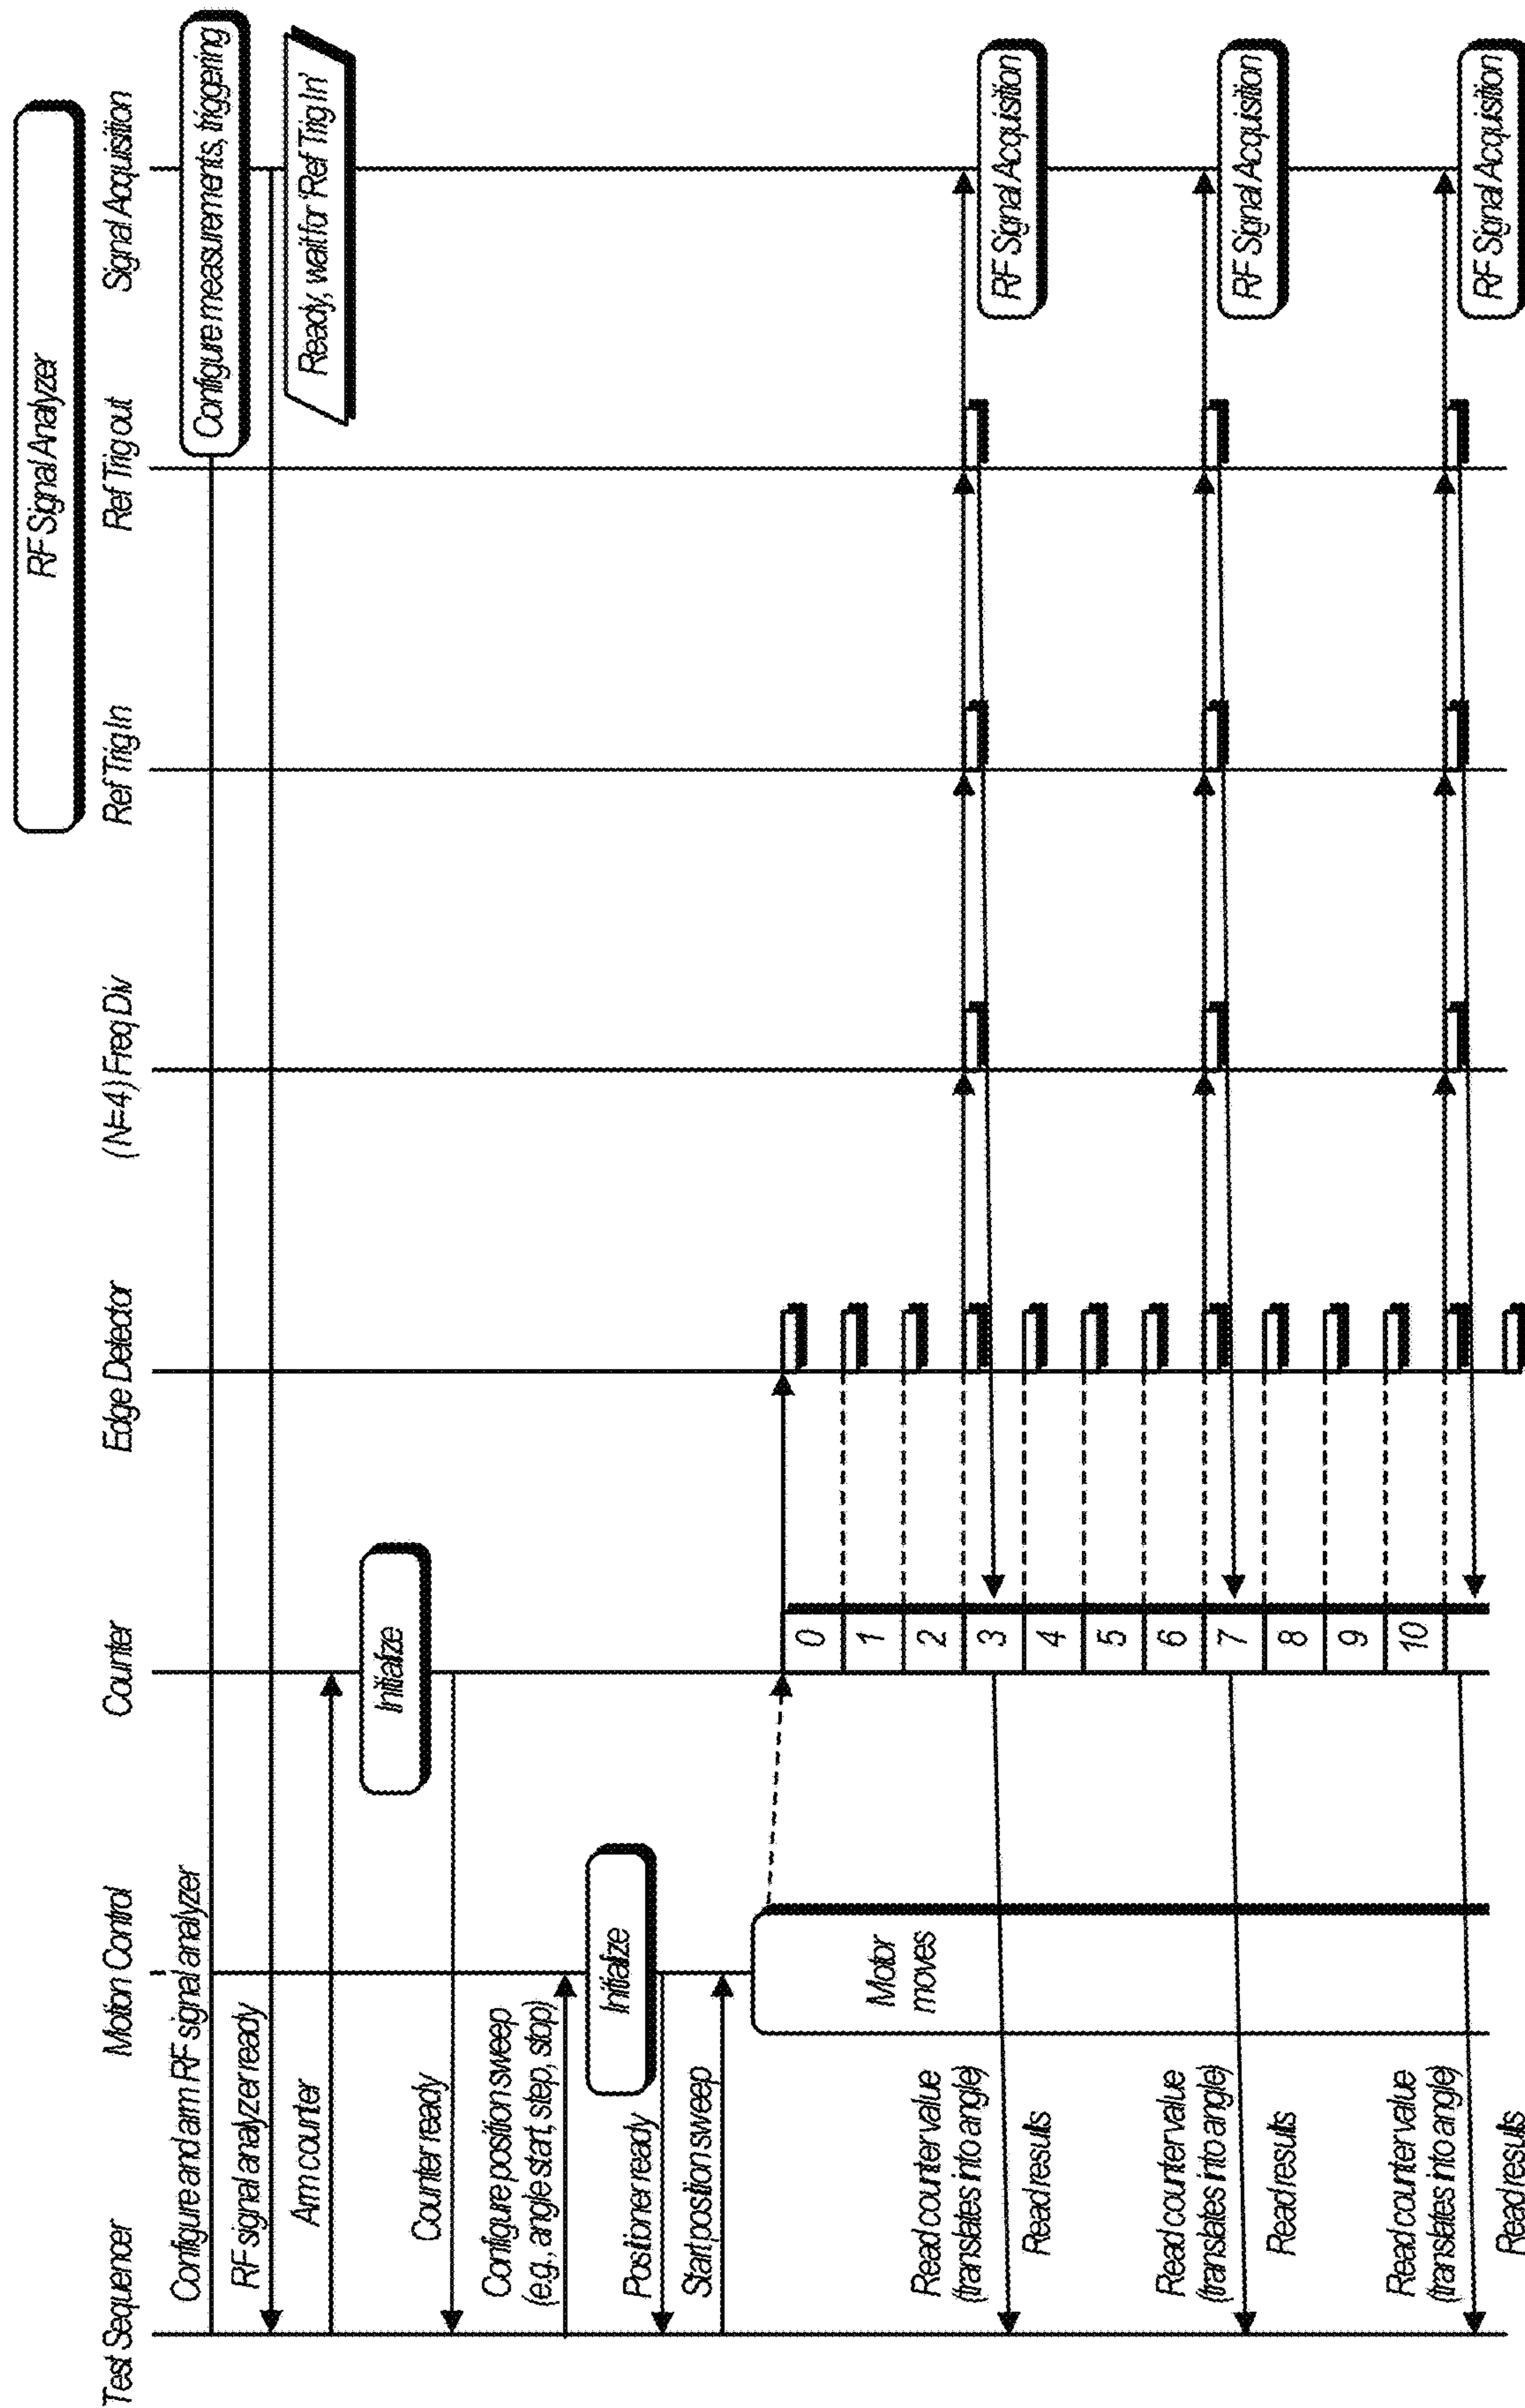 RF Signal Analyzer
Test Sequencer
Motion Control
Counter
Edge Detector
(N=4) Freq Div
Ref Trig In
Ref Trig out
Signal Acquisition
Configure and arm RF signal analyzer
Configure measurements, triggering
RF signal analyzer ready
Ready, wait for 'Ref Trig In'
Arm counter
Initialize
Counter ready
Configure position sweep
(e.g., angle start, step, stop)
Initialize
Positioner ready
Start position sweep
Motor
moves
0
1
2
3
4
5
6
7
8
9
10
Read counter value
(translates into angle)
RF Signal Acquisition
Read results
Read counter value
(translates into angle)
RF Signal Acquisition
Read results
Read counter value
(translates into angle)
RF Signal Acquisition
Read results